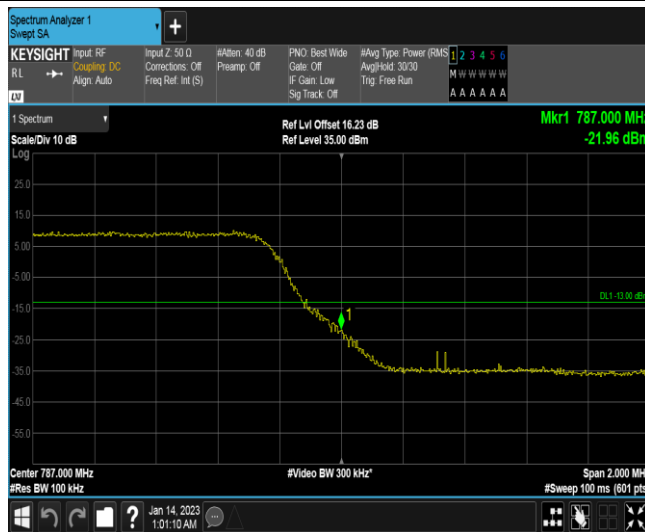 Spectrum Analyzer 1
Swept SA
+
KEYSIGHT
RL
Input: RF
Coupling: DC
Align: Auto
Input Z: 50 Ω
Corrections: Off
Freq Ref: Int (S)
#Atten: 40 dB
Preamp: Off
PNO: Best Wide
Gate: Off
IF Gain: Low
Sig Track: Off
#Avg Type: Power (RMS
Avg|Hold: 30/30
Trig: Free Run
1 2 3 4 5 6
M W W W W W
A A A A A A
1 Spectrum
Scale/Div 10 dB
Ref Lvl Offset 16.23 dB
Ref Level 35.00 dBm
Mkr1 787.000 MHz
-21.96 dBm
Log
25.0
15.0
5.00
-5.00
-15.0
-25.0
-35.0
-45.0
-55.0
DL1 -13.00 dBm
1
Center 787.000 MHz
#Res BW 100 kHz
#Video BW 300 kHz*
Span 2.000 MHz
#Sweep 100 ms (601 pts)
?
Jan 14, 2023
1:01:10 AM